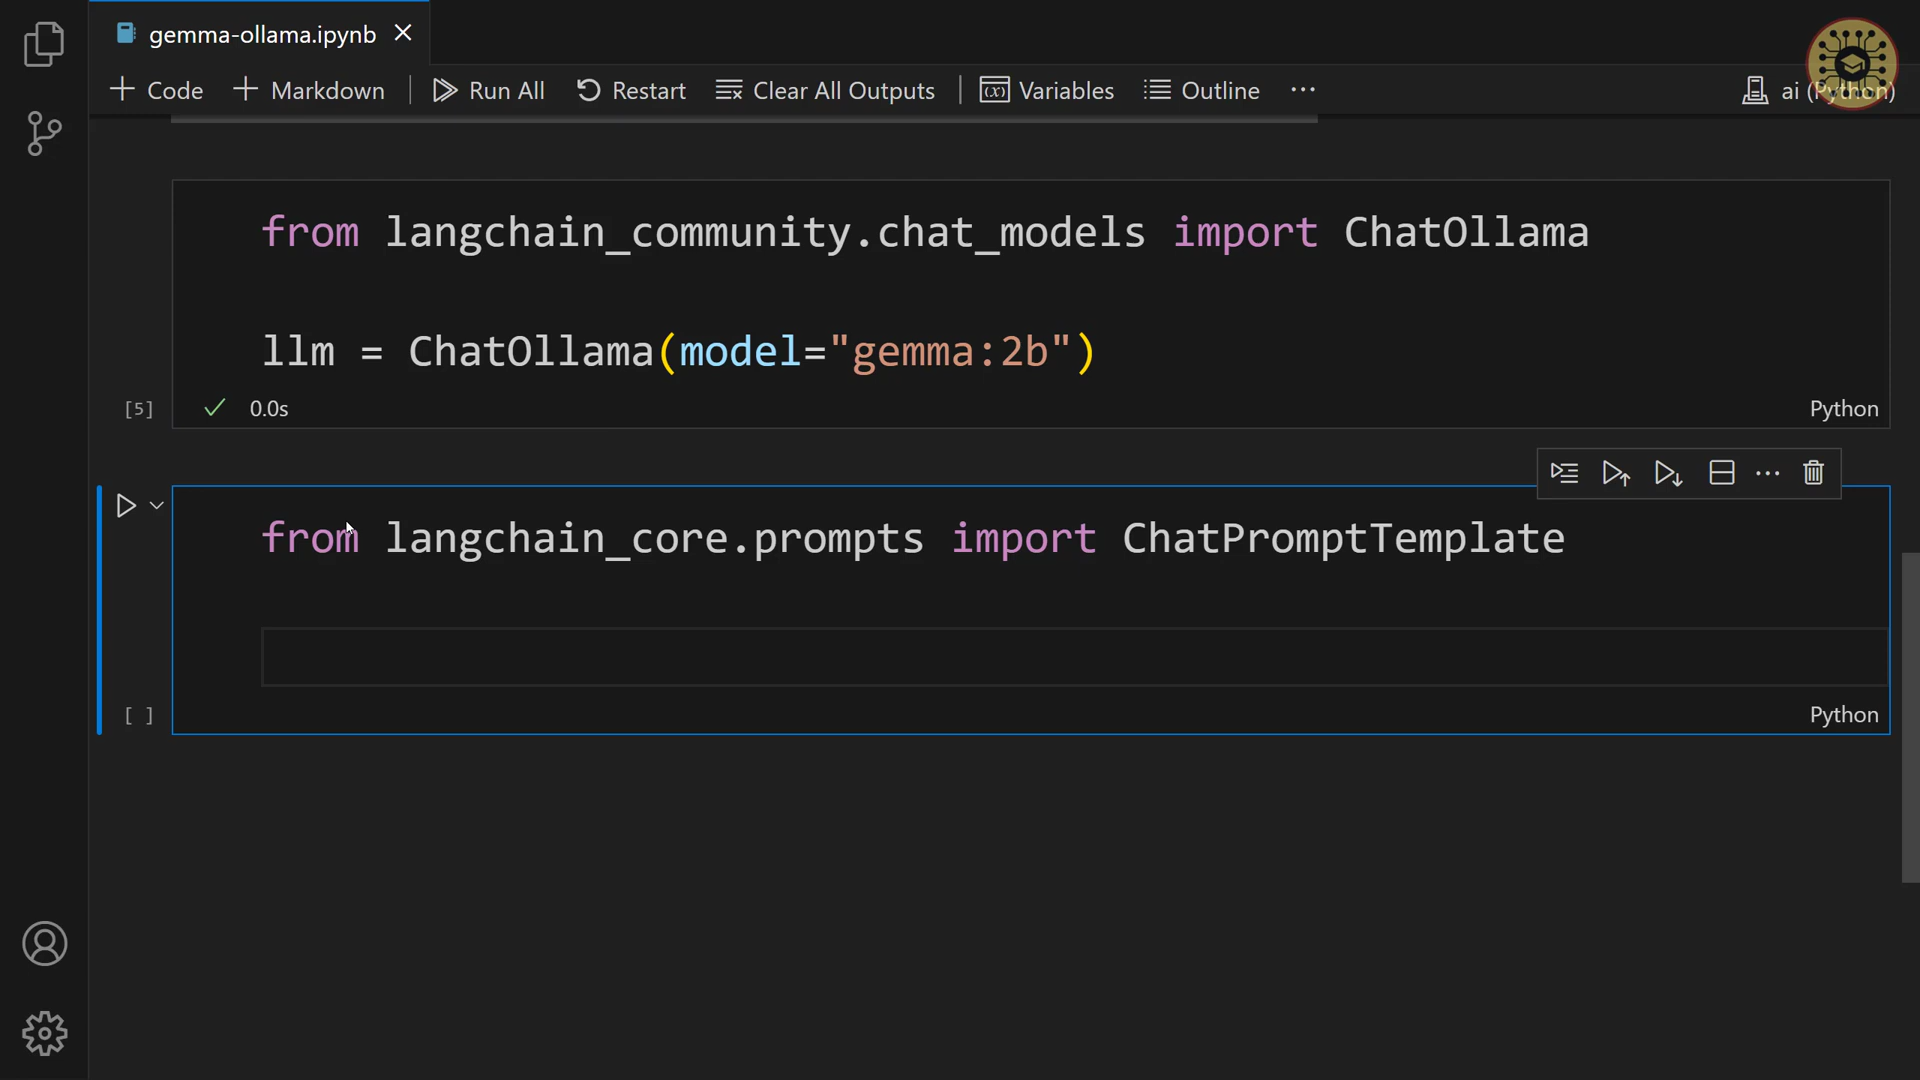 gemma-ollama.ipynb
Code Markdown Run All Restart Clear All Outputs Variables Outline ai (Python)
from langchain_community.chat_models import ChatOllama
llm = ChatOllama(model="gemma:2b")
[5] 0.0s Python
from langchain_core.prompts import ChatPromptTemplate
[ ] Python